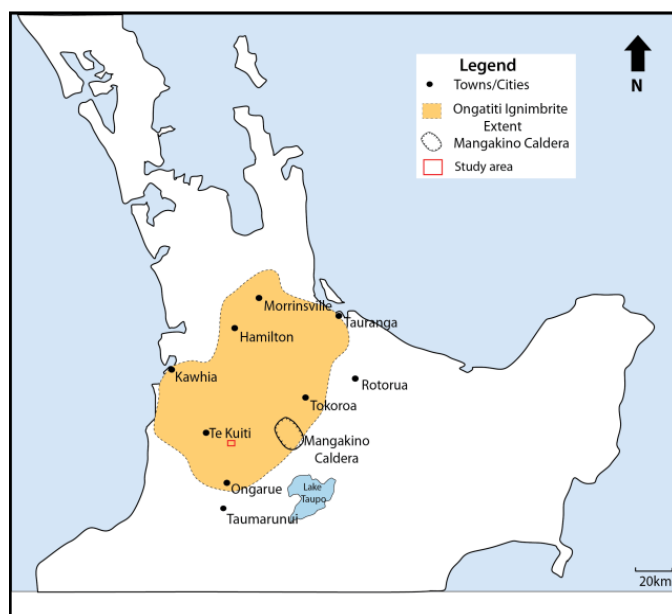 Legend
Towns/Cities
Ongatiti Ignimbrite
Extent
Mangakino Caldera
Study area
N
Morrinsville
Tauranga
Hamilton
Kawhia
Rotorua
Tokoroa
Te Kuiti
Mangakino
Caldera
Ongarue
Lake
Taupo
Taumarunui
20km